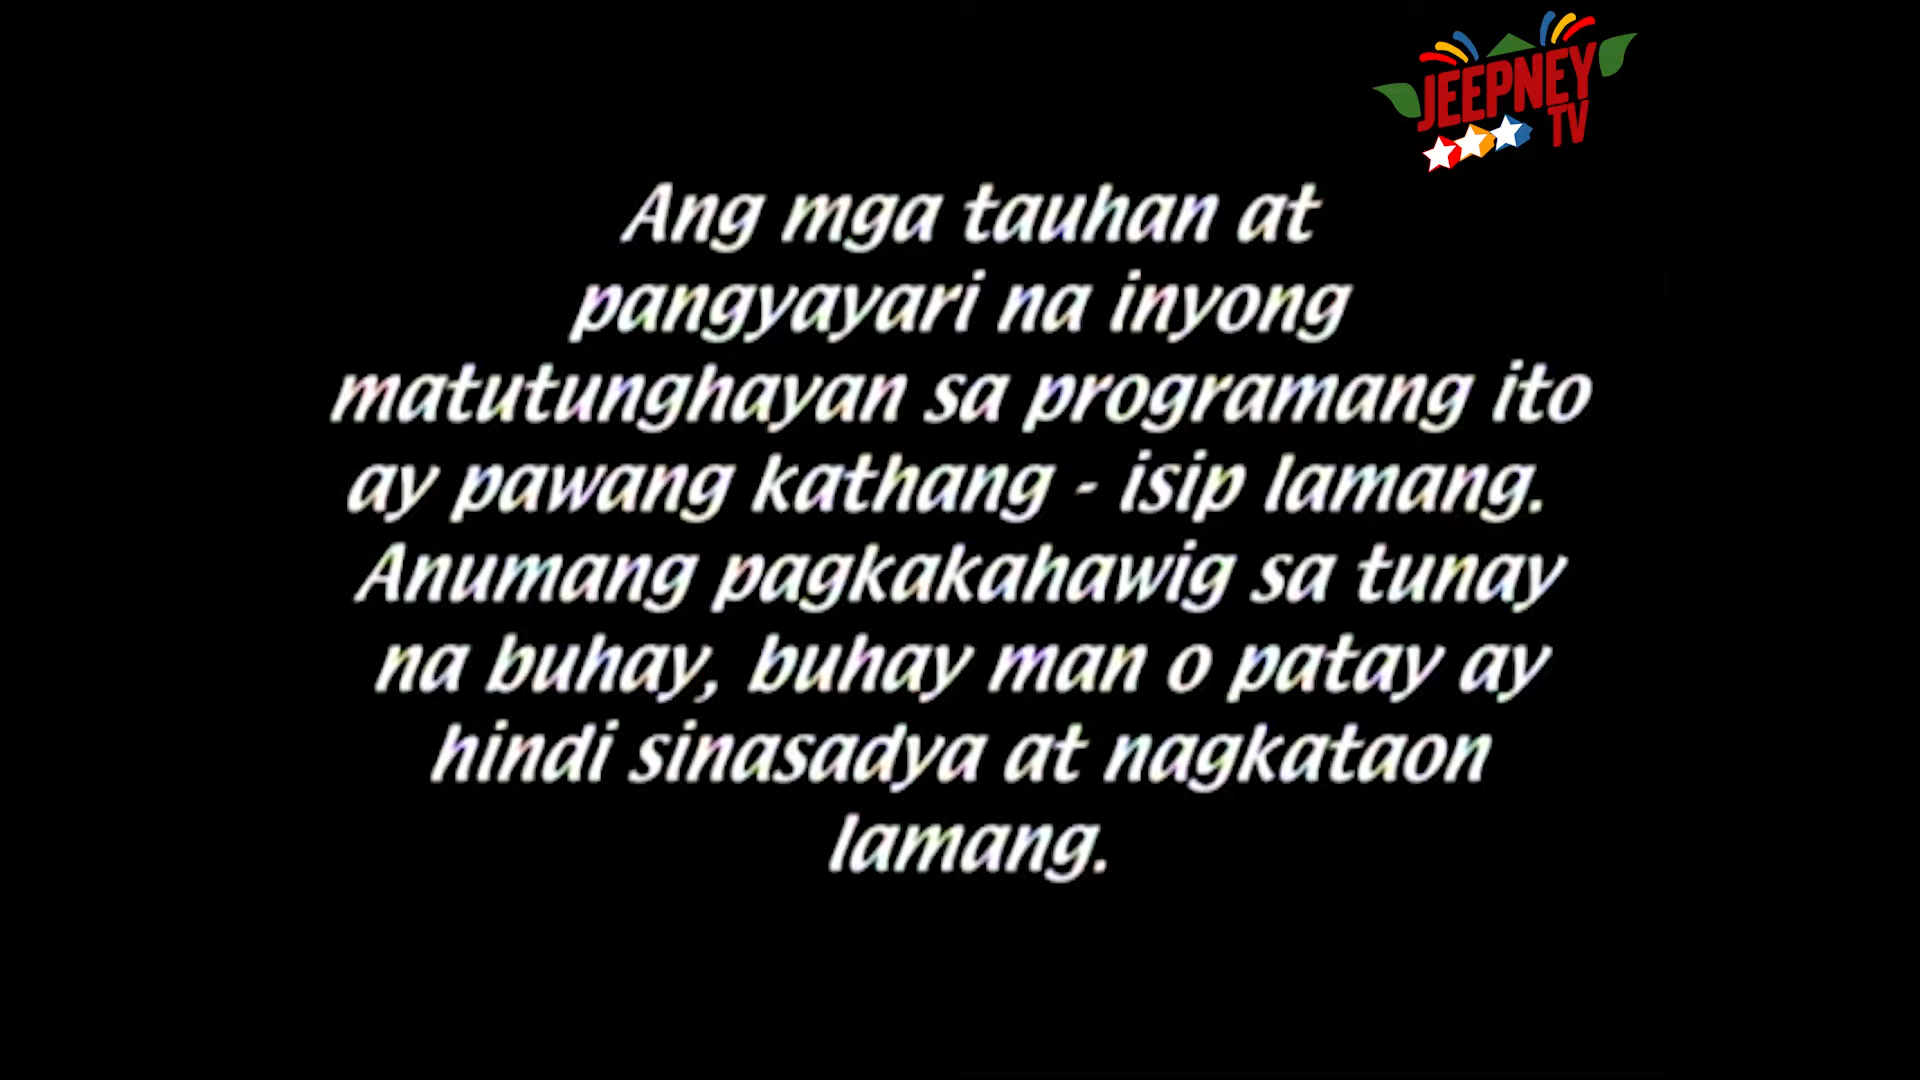 JEEPNEY
TV
Ang mga tauhan at
pangyayari na inyong
matutunghayan sa programang ito
ay pawang kathang - isip lamang.
Anumang pagkakahawig sa tunay
na buhay, buhay man o patay ay
hindi sinasadya at nagkataon
lamang.